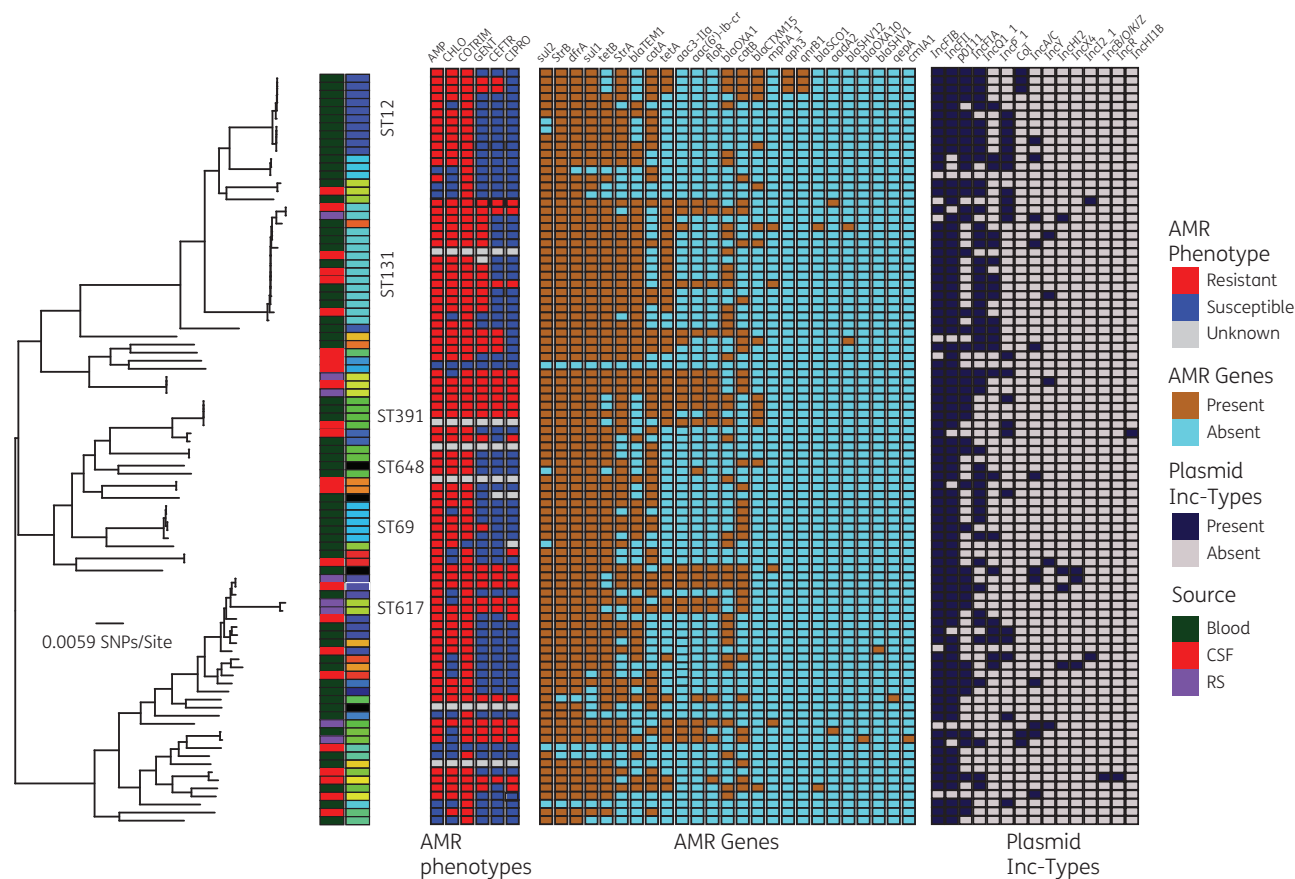 AMP
CHLO
COTRIM
GENT
CEFTR
CIPRO
sul2
StrB
dfrA
sul1
tetB
StrA
blaTEM1
catA
tetA
aac3-IIa
aac(6')-Ib-cr
floR
blaOXA1
catB
blaCTXM15
mphA_1
aph3
qnrB1
blaSCO1
aadA2
blaSHV12
blaOXA10
blaSHV1
qepA
cmlA1
IncFIB
IncFII
p0111
IncFIA
IncQ1_1
IncP_1
Col
IncA/C
IncY
IncHI2
IncX4
IncI2_1
IncB/O/K/Z
IncR
IncHI1B
ST12
ST131
ST391
ST648
ST69
ST617
0.0059 SNPs/Site
AMR
Phenotype
Resistant
Susceptible
Unknown
AMR Genes
Present
Absent
Plasmid
Inc-Types
Present
Absent
Source
Blood
CSF
RS
AMR
phenotypes
AMR Genes
Plasmid
Inc-Types